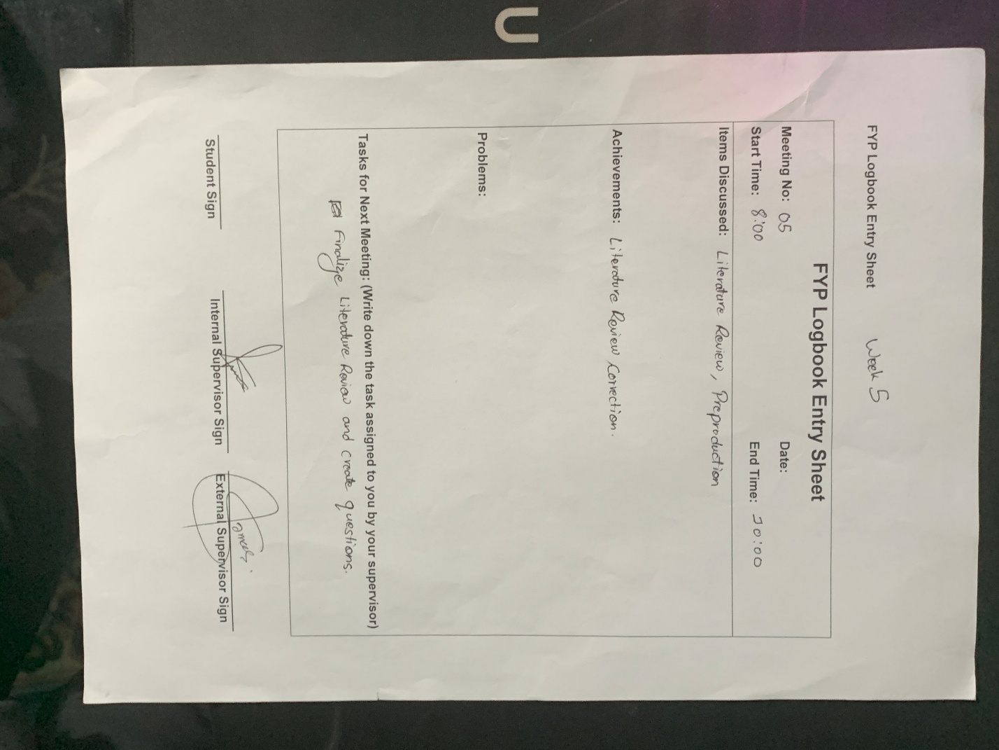 FYP Logbook Entry Sheet Week 5
FYP Logbook Entry Sheet
Meeting No: 05 Date:
Start Time: 8:00 End Time: 10:00
Items Discussed: Literature Review, Preproduction
Achievements: Literature Review Correction.
Problems:
Tasks for Next Meeting: (Write down the task assigned to you by your supervisor)
Finalize Literature Review and create questions.
Student Sign Internal Supervisor Sign External Supervisor Sign